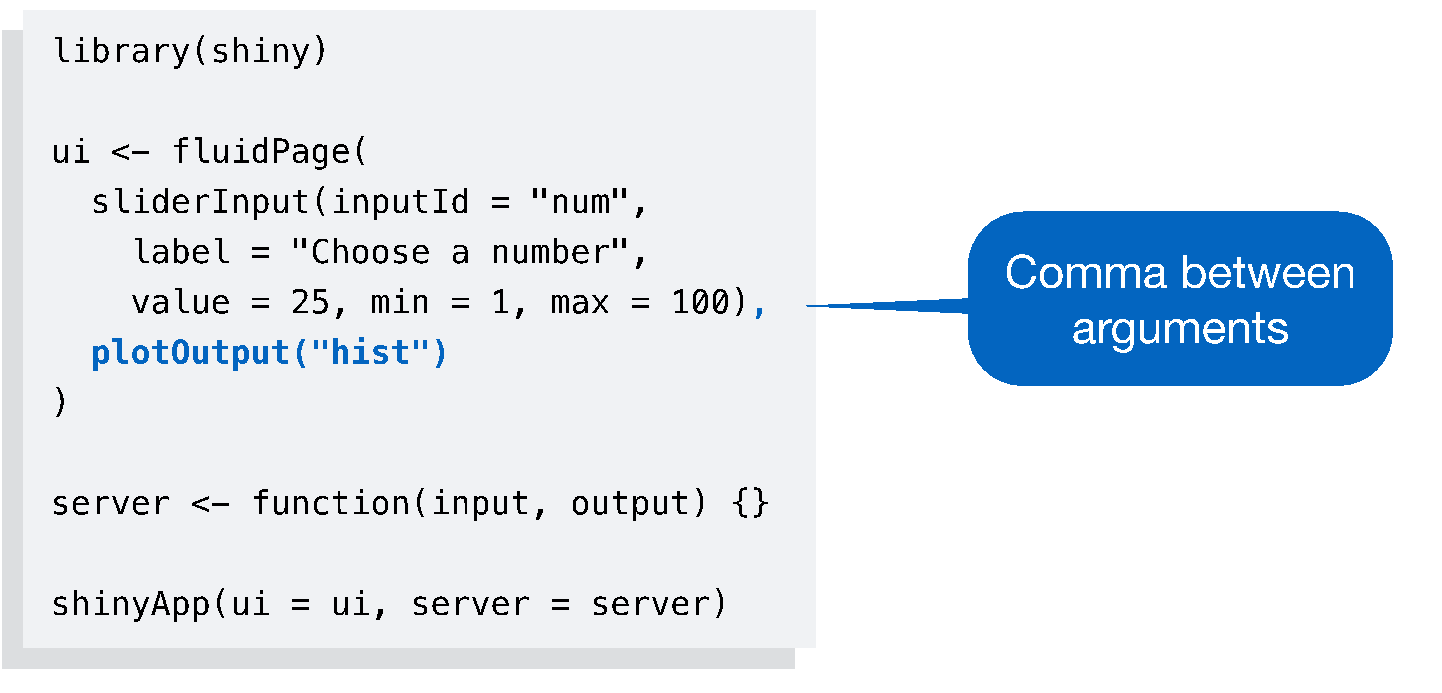 library(shiny)
ui <- fluidPage(
  sliderInput(inputId = "num",
    label = "Choose a number",
    value = 25, min = 1, max = 100),
  plotOutput("hist")
)
server <- function(input, output) {}
shinyApp(ui = ui, server = server)
Comma between
arguments